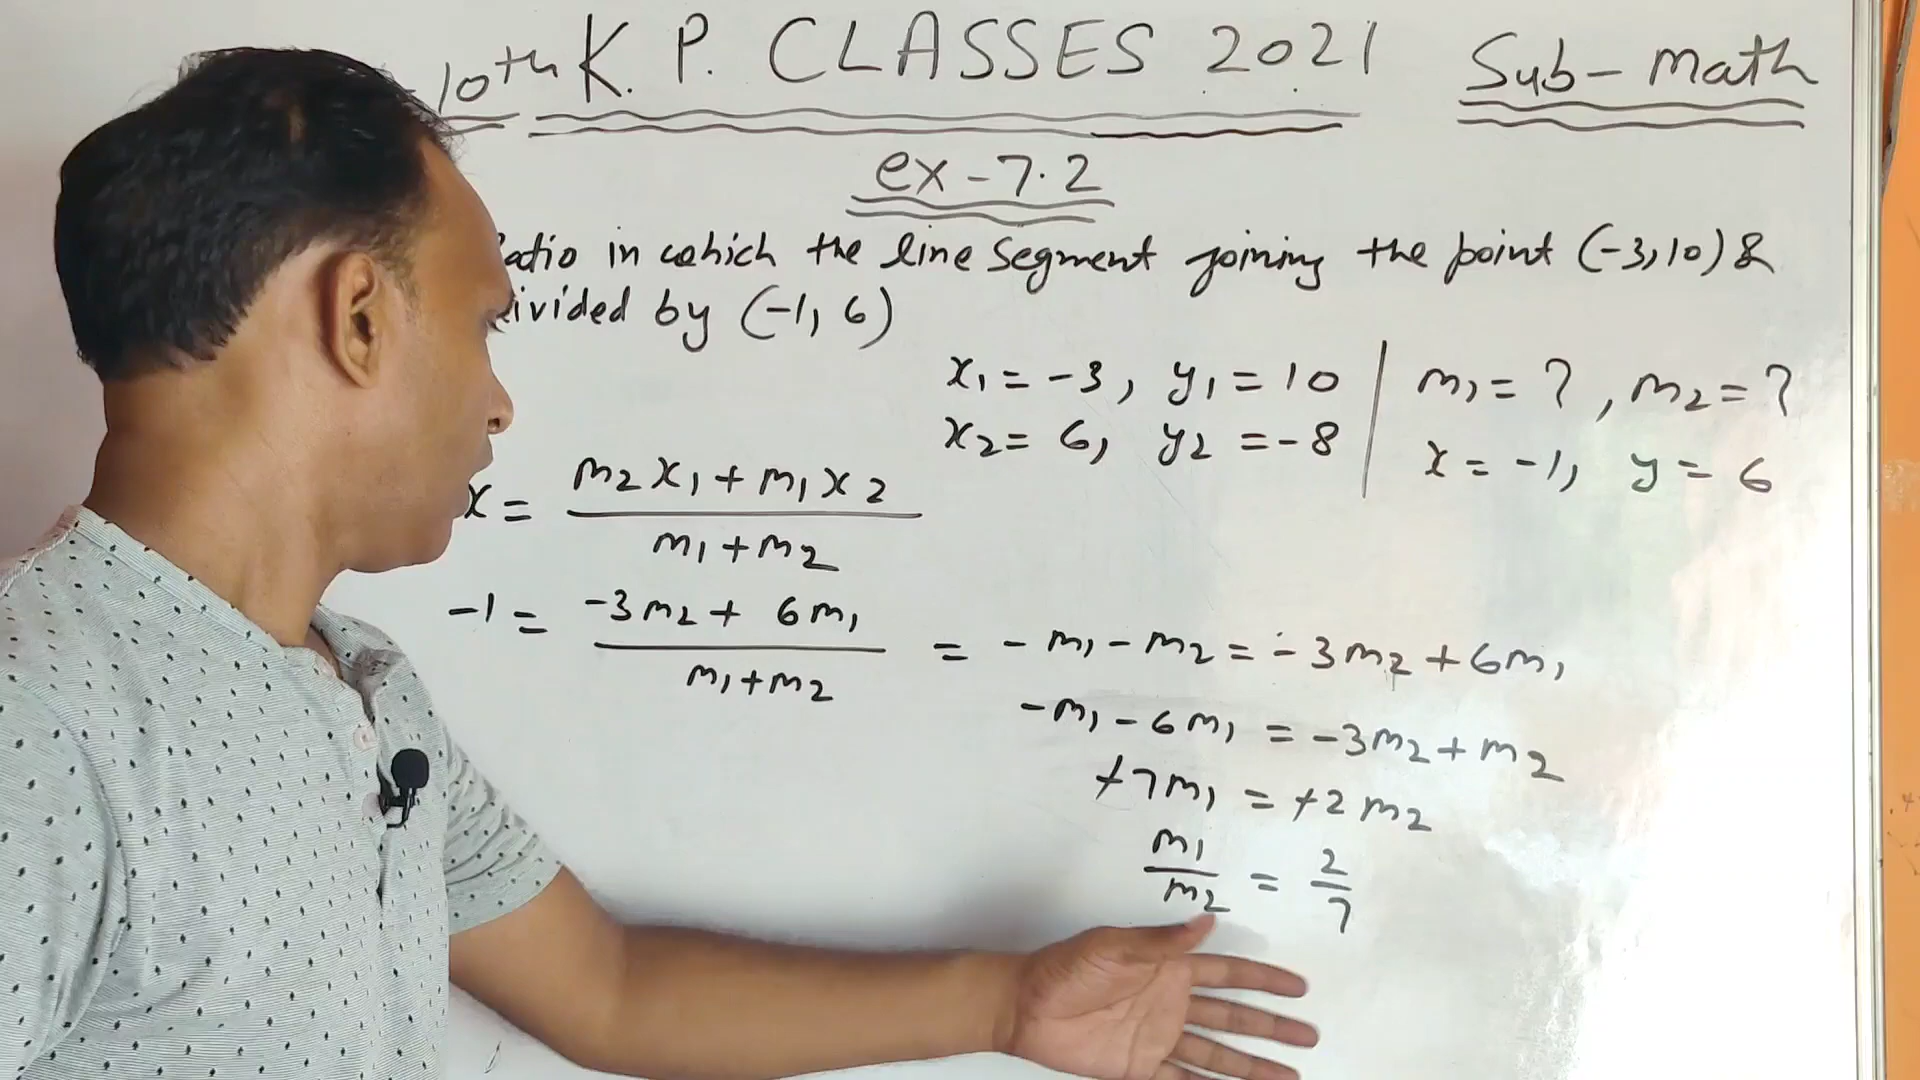 10th K. P. CLASSES 2021 Sub - Math
ex - 7.2
in which the line segment joining the point (-3, 10) &
by (-1, 6)
x₁ = -3, y₁ = 10 | m₁ = ?, m₂ = ?
x₂ = 6, y₂ = -8 | x = -1, y = 6
x = (m₂x₁ + m₁x₂) / (m₁ + m₂)
-1 = (-3m₂ + 6m₁) / (m₁ + m₂) = -m₁ - m₂ = -3m₂ + 6m₁
-m₁ - 6m₁ = -3m₂ + m₂
+7m₁ = +2m₂
m₁/m₂ = 2/7